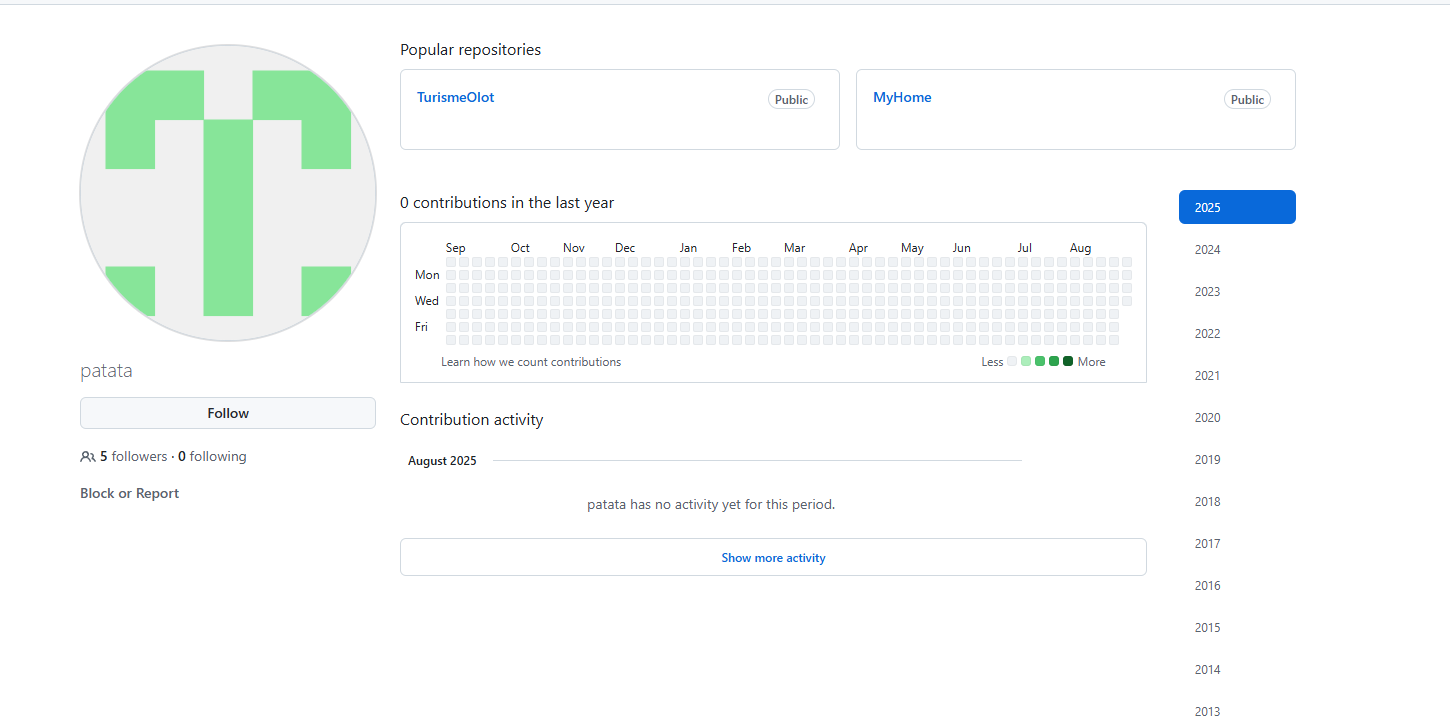 Popular repositories
TurismeOlot Public
MyHome Public
0 contributions in the last year
2025
2024
2023
2022
2021
2020
2019
2018
2017
2016
2015
2014
2013
Sep Oct Nov Dec Jan Feb Mar Apr May Jun Jul Aug
Mon
Wed
Fri
Learn how we count contributions
Less More
patata
Follow
5 followers · 0 following
Block or Report
Contribution activity
August 2025
patata has no activity yet for this period.
Show more activity